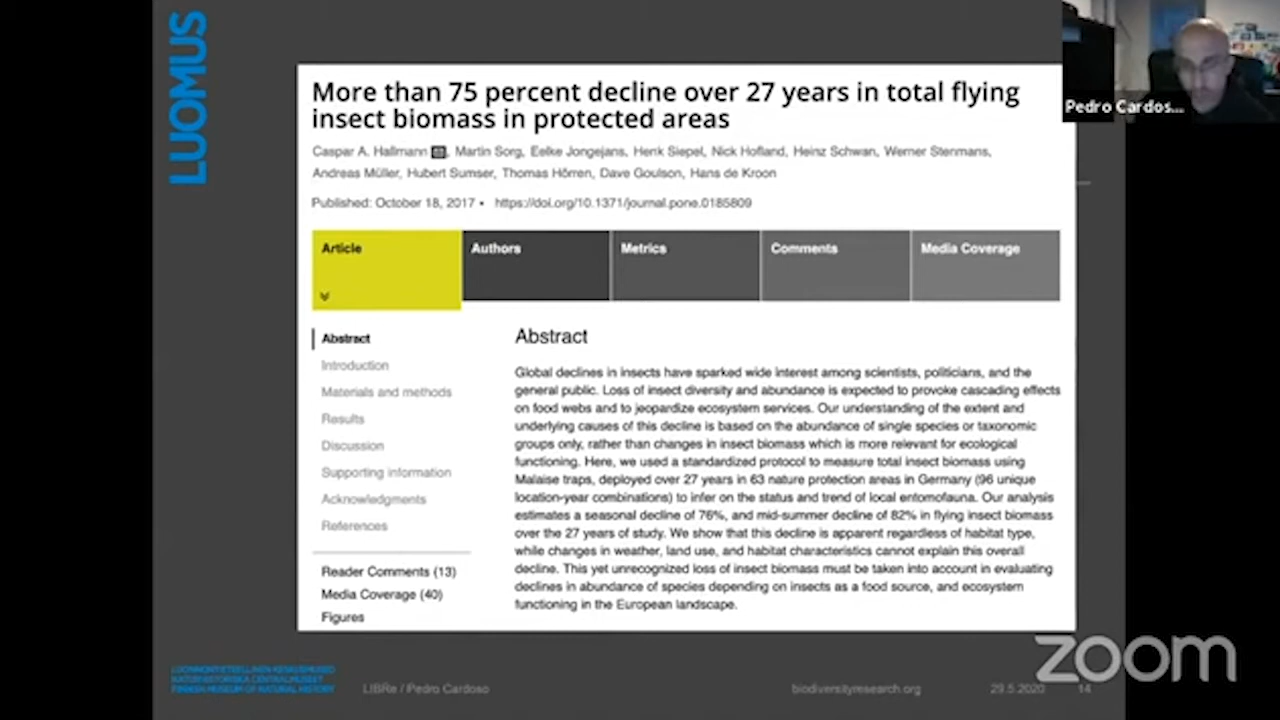 LUOMUS
More than 75 percent decline over 27 years in total flying
insect biomass in protected areas
Caspar A. Hallmann, Martin Sorg, Eelke Jongejans, Henk Siepel, Nick Hofland, Heinz Schwan, Werner Stenmans,
Andreas Müller, Hubert Sumser, Thomas Hörren, Dave Goulson, Hans de Kroon
Published: October 18, 2017 • https://doi.org/10.1371/journal.pone.0185809
Article
Authors
Metrics
Comments
Media Coverage
Abstract
Introduction
Materials and methods
Results
Discussion
Supporting information
Acknowledgments
References
Reader Comments (13)
Media Coverage (40)
Figures
Abstract
Global declines in insects have sparked wide interest among scientists, politicians, and the
general public. Loss of insect diversity and abundance is expected to provoke cascading effects
on food webs and to jeopardize ecosystem services. Our understanding of the extent and
underlying causes of this decline is based on the abundance of single species or taxonomic
groups only, rather than changes in insect biomass which is more relevant for ecological
functioning. Here, we used a standardized protocol to measure total insect biomass using
Malaise traps, deployed over 27 years in 63 nature protection areas in Germany (96 unique
location-year combinations) to infer on the status and trend of local entomofauna. Our analysis
estimates a seasonal decline of 76%, and mid-summer decline of 82% in flying insect biomass
over the 27 years of study. We show that this decline is apparent regardless of habitat type,
while changes in weather, land use, and habitat characteristics cannot explain this overall
decline. This yet unrecognized loss of insect biomass must be taken into account in evaluating
declines in abundance of species depending on insects as a food source, and ecosystem
functioning in the European landscape.
Pedro Cardos...
LUONNONTIETEELLINEN KESKUSMUSEO
NATURHISTORISKA CENTRALMUSEET
FINNISH MUSEUM OF NATURAL HISTORY
LIBRe / Pedro Cardoso
biodiversityresearch.org
29.5.2020
14
zoom